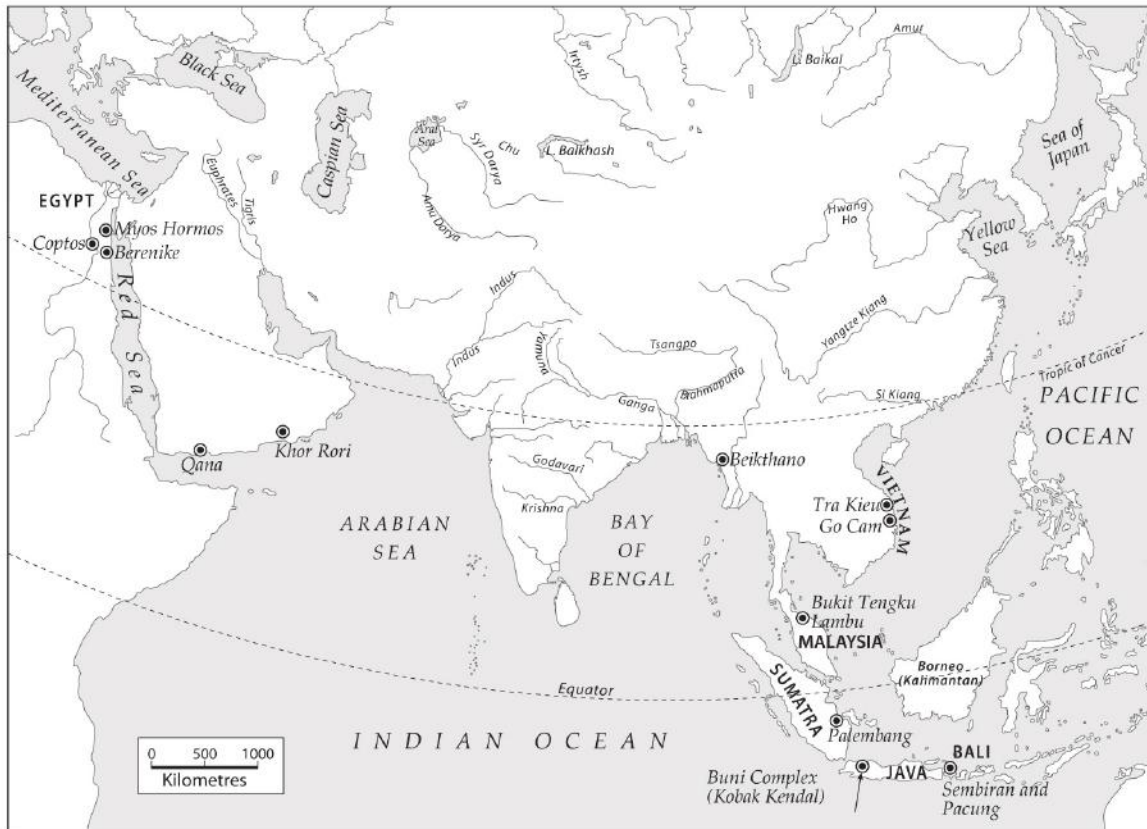 Amur
Irtysh
L. Baikal
Black Sea
Mediterranean Sea
Caspian Sea
Aral
Sea
Syr Darya
Chu
L. Balkhash
Sea of
Japan
Amu Darya
Euphrates
Tigris
EGYPT
Myos Hormos
Coptos
Berenike
Hwang
Ho
Yellow
Sea
Red Sea
Indus
Indus
Yamuna
Tsangpo
Yangtze Kiang
Brahmaputra
Ganga
Si Kiang
Tropic of Cancer
PACIFIC
OCEAN
Khor Rori
Qana
Godavari
Krishna
Beikthano
VIETNAM
Tra Kieu
Go Cam
ARABIAN
SEA
BAY
OF
BENGAL
Bukit Tengku
Lambu
MALAYSIA
Borneo
(Kalimantan)
SUMATRA
Equator
Palembang
INDIAN OCEAN
0 500 1000
Kilometres
Buni Complex
(Kobak Kendal)
JAVA
BALI
Sembiran and
Pacung